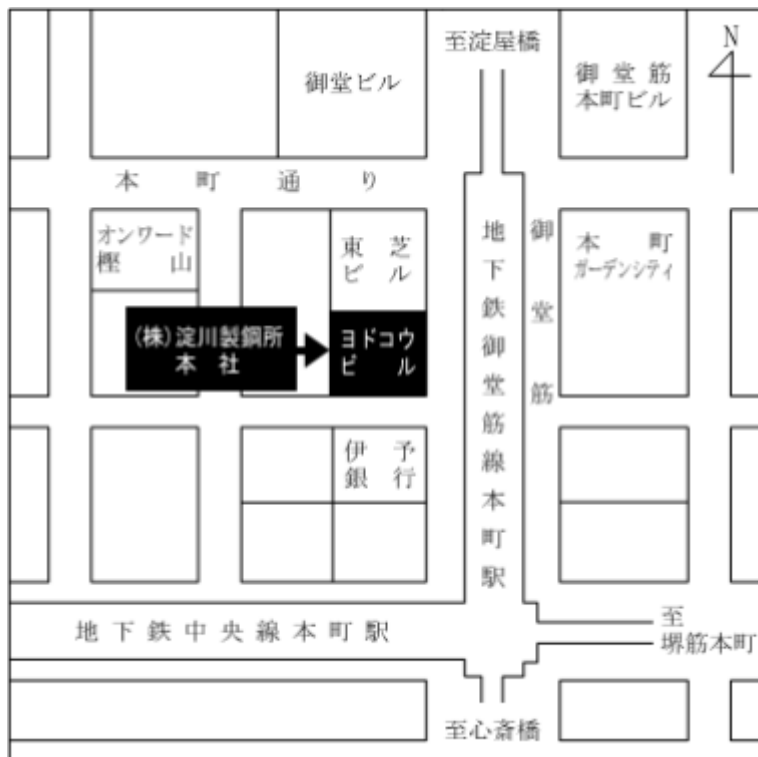 至淀屋橋
N
御堂ビル
御堂筋
本町ビル
本町通り
オンワード
樫山
東芝
ビル
地下鉄御堂筋線本町駅
御堂筋
本町
ガーデンシティ
(株)淀川製鋼所
本社
ヨドコウ
ビル
伊予
銀行
地下鉄中央線本町駅
至
堺筋本町
至心斎橋